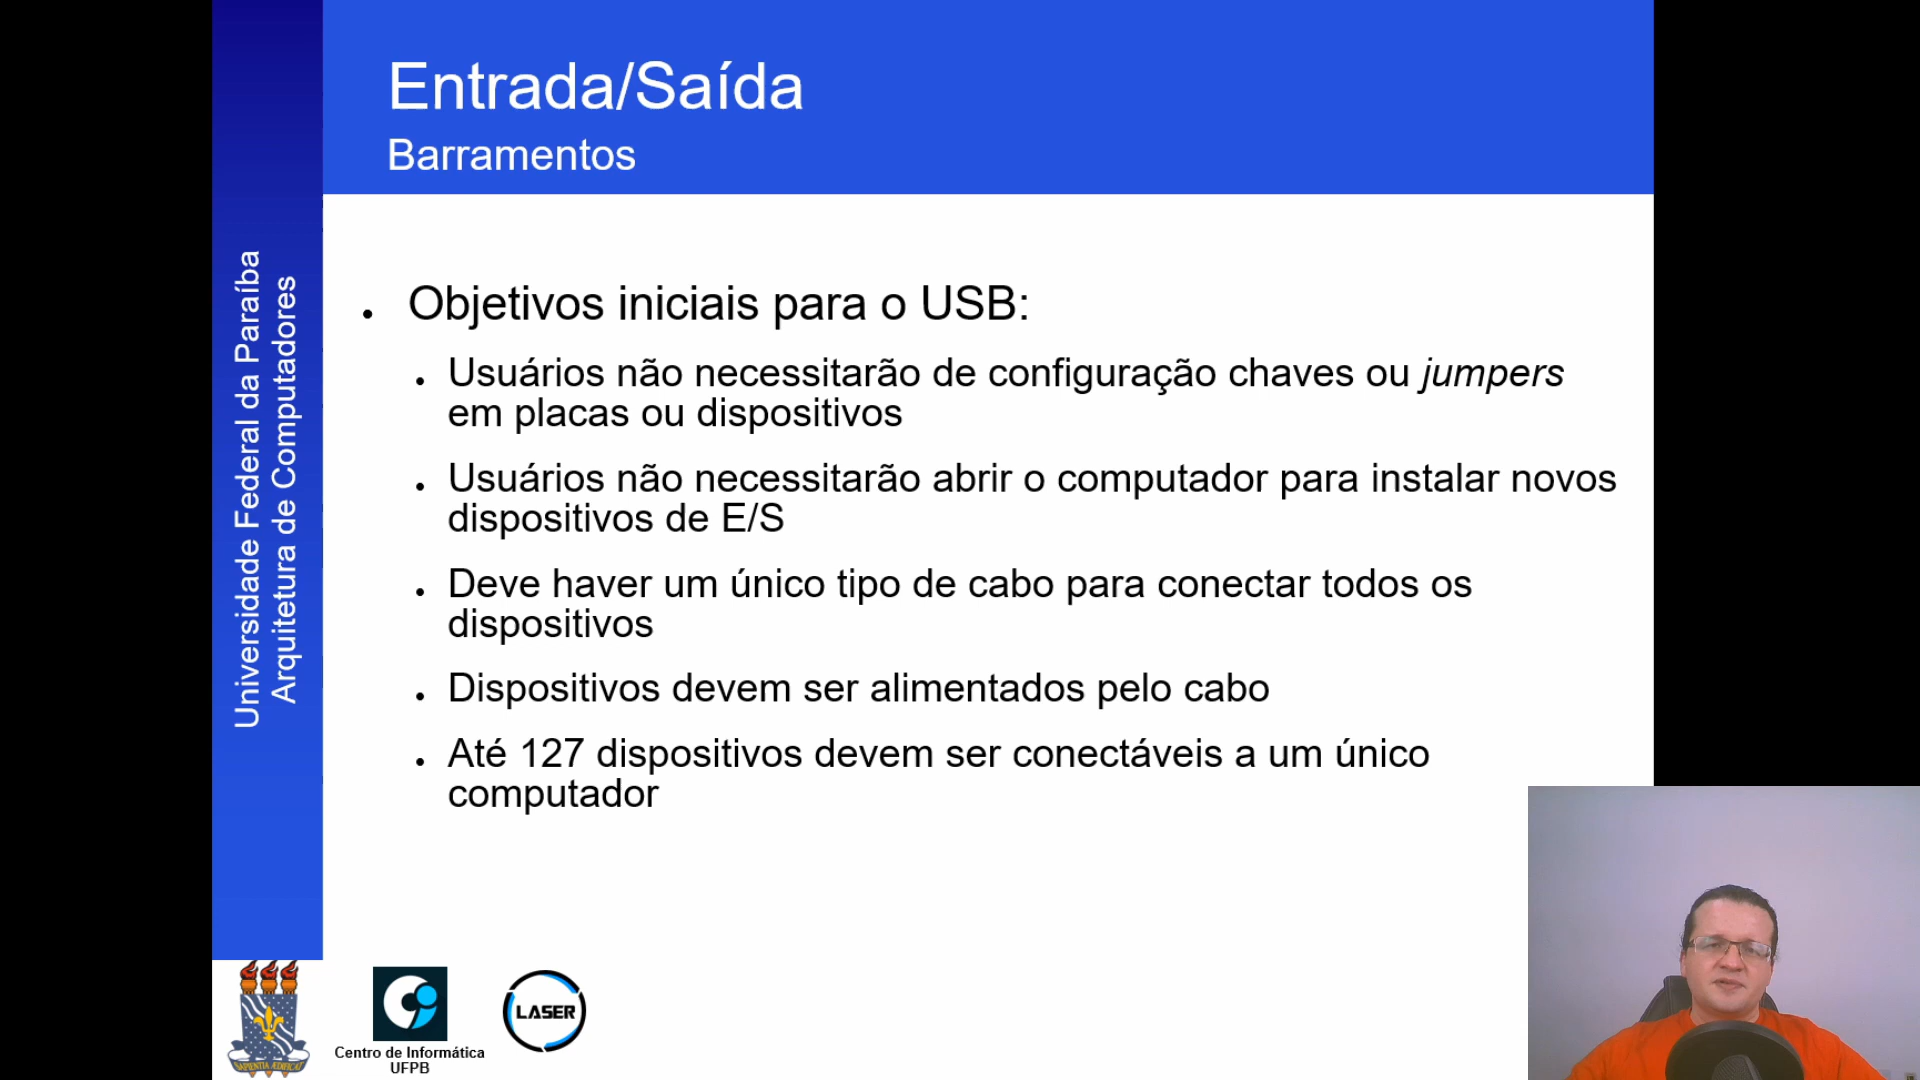 Entrada/Saída
Barramentos
Universidade Federal da Paraíba
Arquitetura de Computadores
Objetivos iniciais para o USB:
Usuários não necessitarão de configuração chaves ou jumpers
em placas ou dispositivos
Usuários não necessitarão abrir o computador para instalar novos
dispositivos de E/S
Deve haver um único tipo de cabo para conectar todos os
dispositivos
Dispositivos devem ser alimentados pelo cabo
Até 127 dispositivos devem ser conectáveis a um único
computador
SAPIENTIA ÆDIFICAT
Centro de Informática
UFPB
LASER